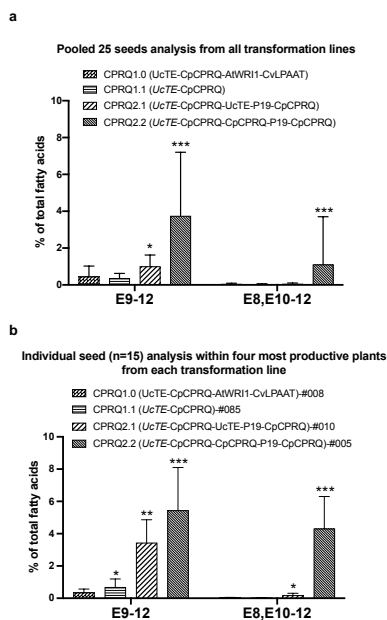 a
Pooled 25 seeds analysis from all transformation lines
CPRQ1.0 (UcTE-CpCPRQ-AtWRI1-CvLPAAT)
CPRQ1.1 (UcTE-CpCPRQ)
CPRQ2.1 (UcTE-CpCPRQ-UcTE-P19-CpCPRQ)
CPRQ2.2 (UcTE-CpCPRQ-CpCPRQ-P19-CpCPRQ)
% of total fatty acids
10
8
6
4
2
0
*
***
***
E9-12
E8,E10-12
b
Individual seed (n=15) analysis within four most productive plants
from each transformation line
CPRQ1.0 (UcTE-CpCPRQ-AtWRI1-CvLPAAT)-#008
CPRQ1.1 (UcTE-CpCPRQ)-#085
CPRQ2.1 (UcTE-CpCPRQ-UcTE-P19-CpCPRQ)-#010
CPRQ2.2 (UcTE-CpCPRQ-CpCPRQ-P19-CpCPRQ)-#005
% of total fatty acids
10
8
6
4
2
0
*
**
***
*
***
E9-12
E8,E10-12